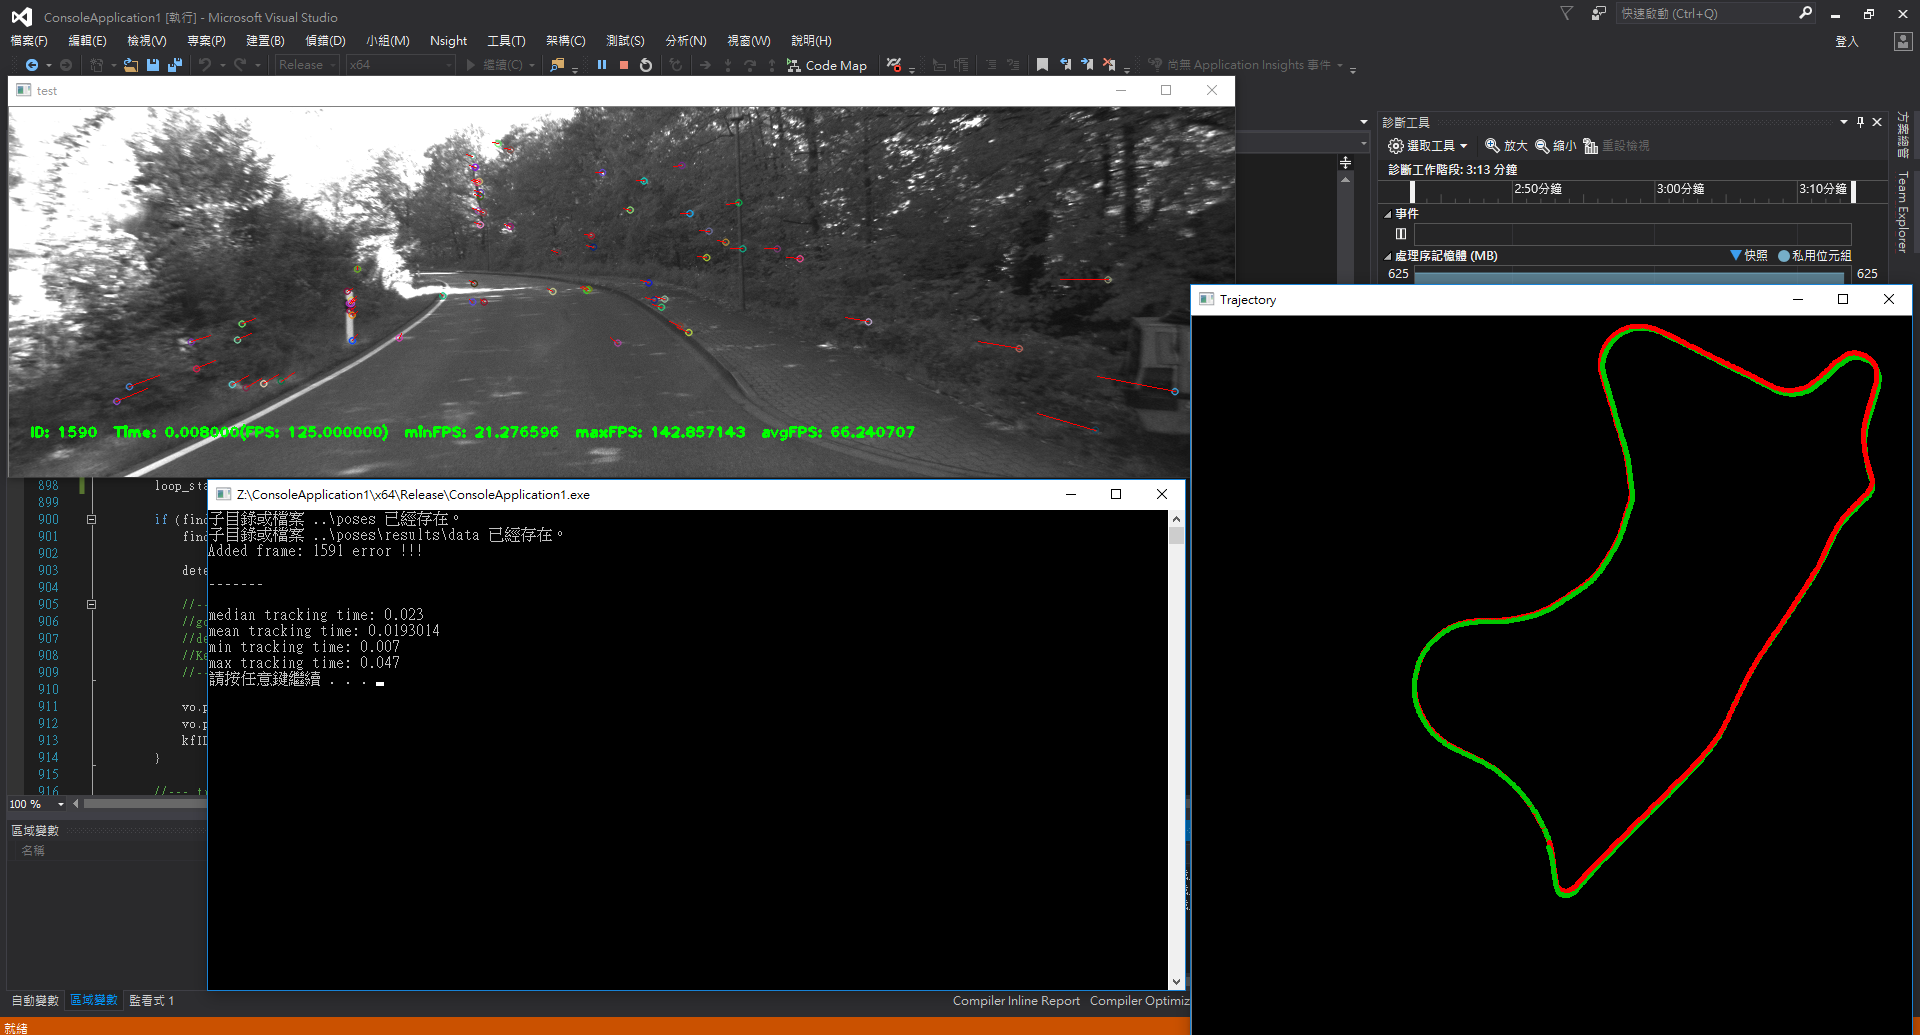 ConsoleApplication1 [執行] - Microsoft Visual Studio
快速啟動 (Ctrl+Q)
檔案(F) 編輯(E) 檢視(V) 專案(P) 建置(B) 偵錯(D) 小組(M) Nsight 工具(T) 架構(C) 測試(S) 分析(N) 視窗(W) 說明(H)
登入
Release x64 繼續(C) Code Map 尚無 Application Insights 事件
test
ID: 1590 Time: 0.008000(FPS: 125.000000) minFPS: 21.276596 maxFPS: 142.857143 avgFPS: 66.240707
診斷工具
選取工具 放大 縮小 重設檢視
診斷工作階段: 3:13 分鐘
2:50分鐘 3:00分鐘 3:10分鐘
事件
處理序記憶體 (MB) 快照 私用位元組
625 625
方案總管
Team Explorer
Trajectory
898 loop_sta
899
900 if (find
901 find
902
903 dete
904
905 //--
906 //go
907 //de
908 //Ke
909 //--
910
911 vo.p
912 vo.p
913 kfID
914 }
915
916 //--- t
100 %
Z:\ConsoleApplication1\x64\Release\ConsoleApplication1.exe
子目錄或檔案 ..\poses 已經存在。
子目錄或檔案 ..\poses\results\data 已經存在。
Added frame: 1591 error !!!
-------
median tracking time: 0.023
mean tracking time: 0.0193014
min tracking time: 0.007
max tracking time: 0.047
請按任意鍵繼續 . . .
區域變數
名稱
自動變數 區域變數 監看式 1
Compiler Inline Report Compiler Optimiz
就緒